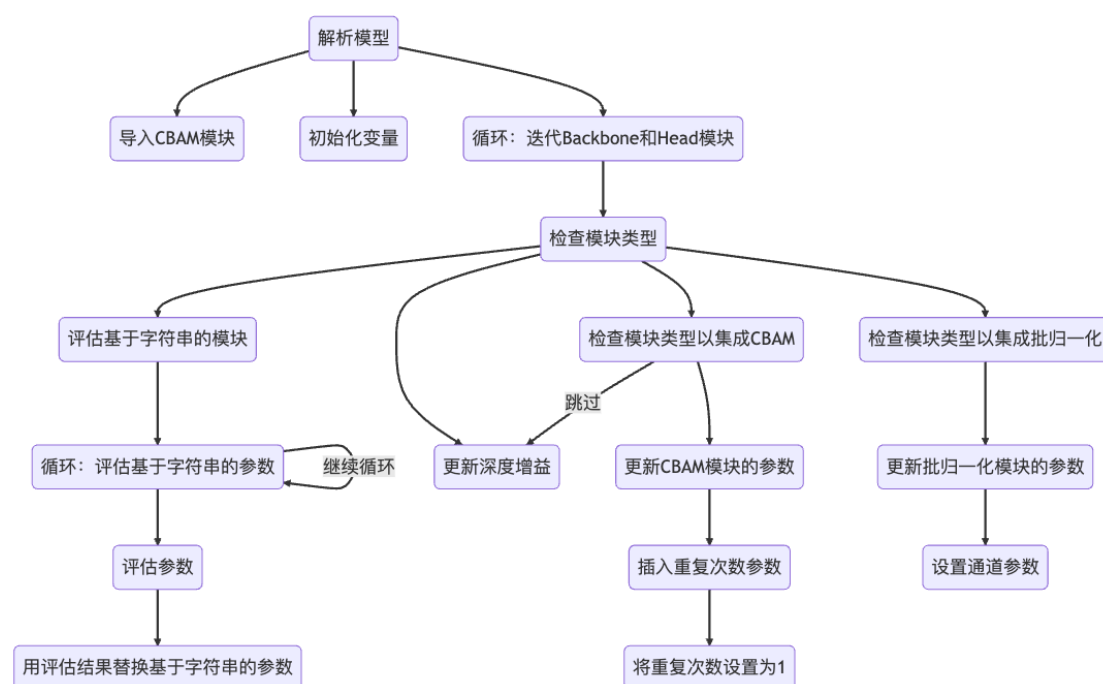 解析模型
导入CBAM模块
初始化变量
循环：迭代Backbone和Head模块
检查模块类型
评估基于字符串的模块
检查模块类型以集成CBAM
检查模块类型以集成批归一化
跳过
循环：评估基于字符串的参数
继续循环
更新深度增益
更新CBAM模块的参数
更新批归一化模块的参数
评估参数
插入重复次数参数
设置通道参数
用评估结果替换基于字符串的参数
将重复次数设置为1